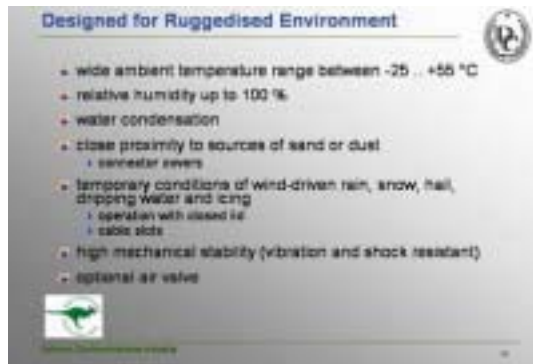 Designed for Ruggedised Environment
wide ambient temperature range between -25 .. +55 °C
relative humidity up to 100 %
water condensation
close proximity to sources of sand or dust
connector covers
temporary conditions of wind-driven rain, snow, hail,
dripping water and icing
operation with closed lid
cable slots
high mechanical stability (vibration and shock resistant)
optional air valve